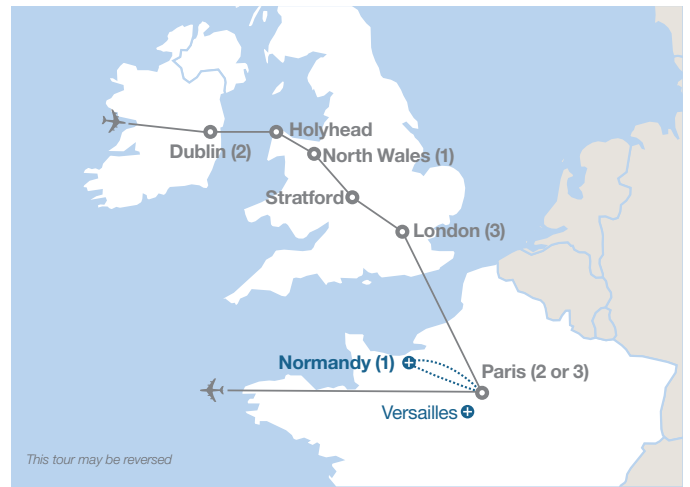 Holyhead
Dublin (2)
North Wales (1)
Stratford
London (3)
Normandy (1)
Paris (2 or 3)
Versailles
This tour may be reversed